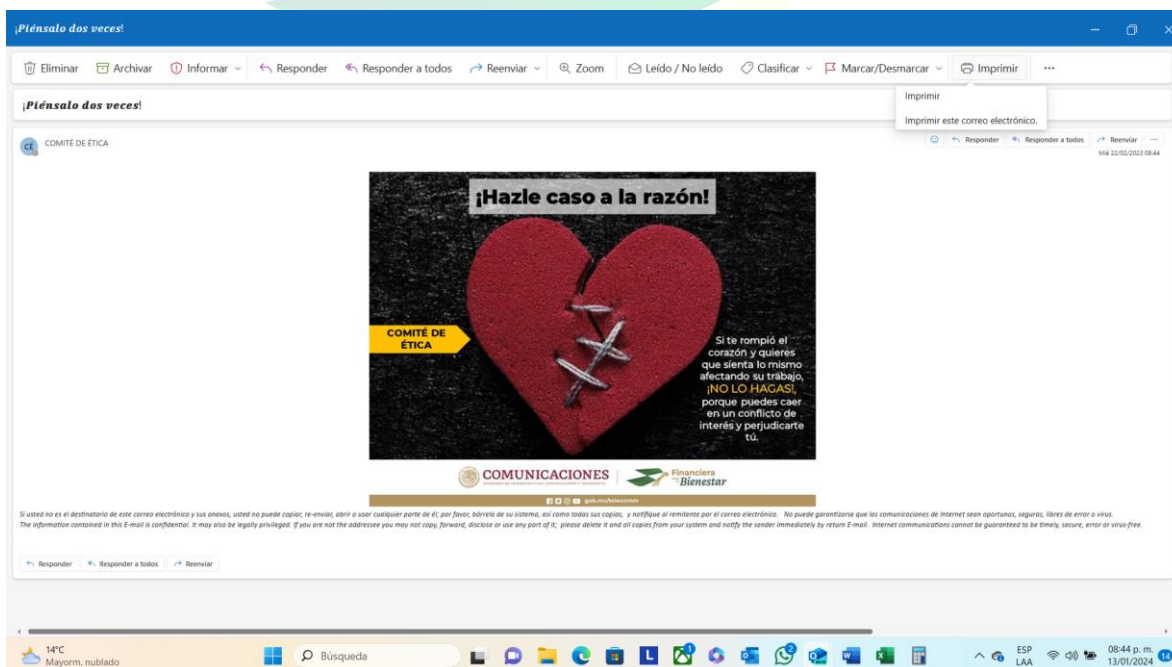 ¡Piénsalo dos veces!
Eliminar Archivar Informar Responder Responder a todos Reenviar Zoom Leído / No leído Clasificar Marcar/Desmarcar Imprimir ...
¡Piénsalo dos veces!
Imprimir
Imprimir este correo electrónico.
CÉ COMITÉ DE ÉTICA
Responder Responder a todos Reenviar ...
Mié 22/02/2023 08:44
¡Hazle caso a la razón!
COMITÉ DE
ÉTICA
Si te rompió el
corazón y quieres
que sienta lo mismo
afectando su trabajo,
¡NO LO HAGAS!,
porque puedes caer
en un conflicto de
interés y perjudicarte
tú.
COMUNICACIONES
SECRETARÍA DE INFRAESTRUCTURA, COMUNICACIONES Y TRANSPORTES
Financiera
Bienestar
gob.mx/telecomm
Si usted no es el destinatario de este correo electrónico y sus anexos, usted no puede copiar, re-enviar, abrir o usar cualquier parte de él; por favor, bórrelo de su sistema, así como todas sus copias, y notifique al remitente por el correo electrónico. No puede garantizarse que las comunicaciones de Internet sean oportunas, seguras, libres de error o virus.
The information contained in this E-mail is confidential. It may also be legally privileged. If you are not the addressee you may not copy, forward, disclose or use any part of it; please delete it and all copies from your system and notify the sender immediately by return E-mail. Internet communications cannot be guaranteed to be timely, secure, error or virus-free.
Responder Responder a todos Reenviar
14°C
Mayorm. nublado
Búsqueda
ESP
LAA
08:44 p. m.
13/01/2024